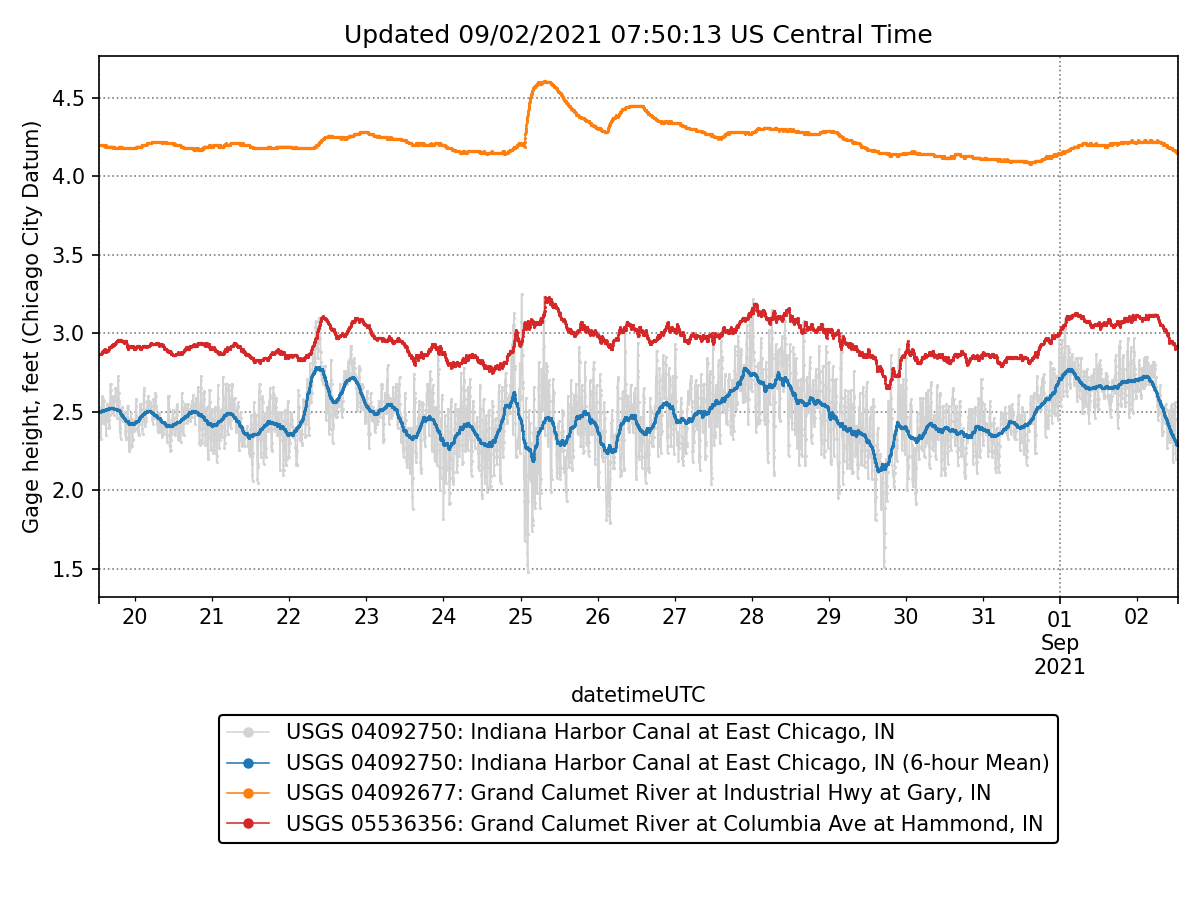 Updated 09/02/2021 07:50:13 US Central Time
Gage height, feet (Chicago City Datum)
4.5
4.0
3.5
3.0
2.5
2.0
1.5
20 21 22 23 24 25 26 27 28 29 30 31 01 02
Sep
2021
datetimeUTC
USGS 04092750: Indiana Harbor Canal at East Chicago, IN
USGS 04092750: Indiana Harbor Canal at East Chicago, IN (6-hour Mean)
USGS 04092677: Grand Calumet River at Industrial Hwy at Gary, IN
USGS 05536356: Grand Calumet River at Columbia Ave at Hammond, IN